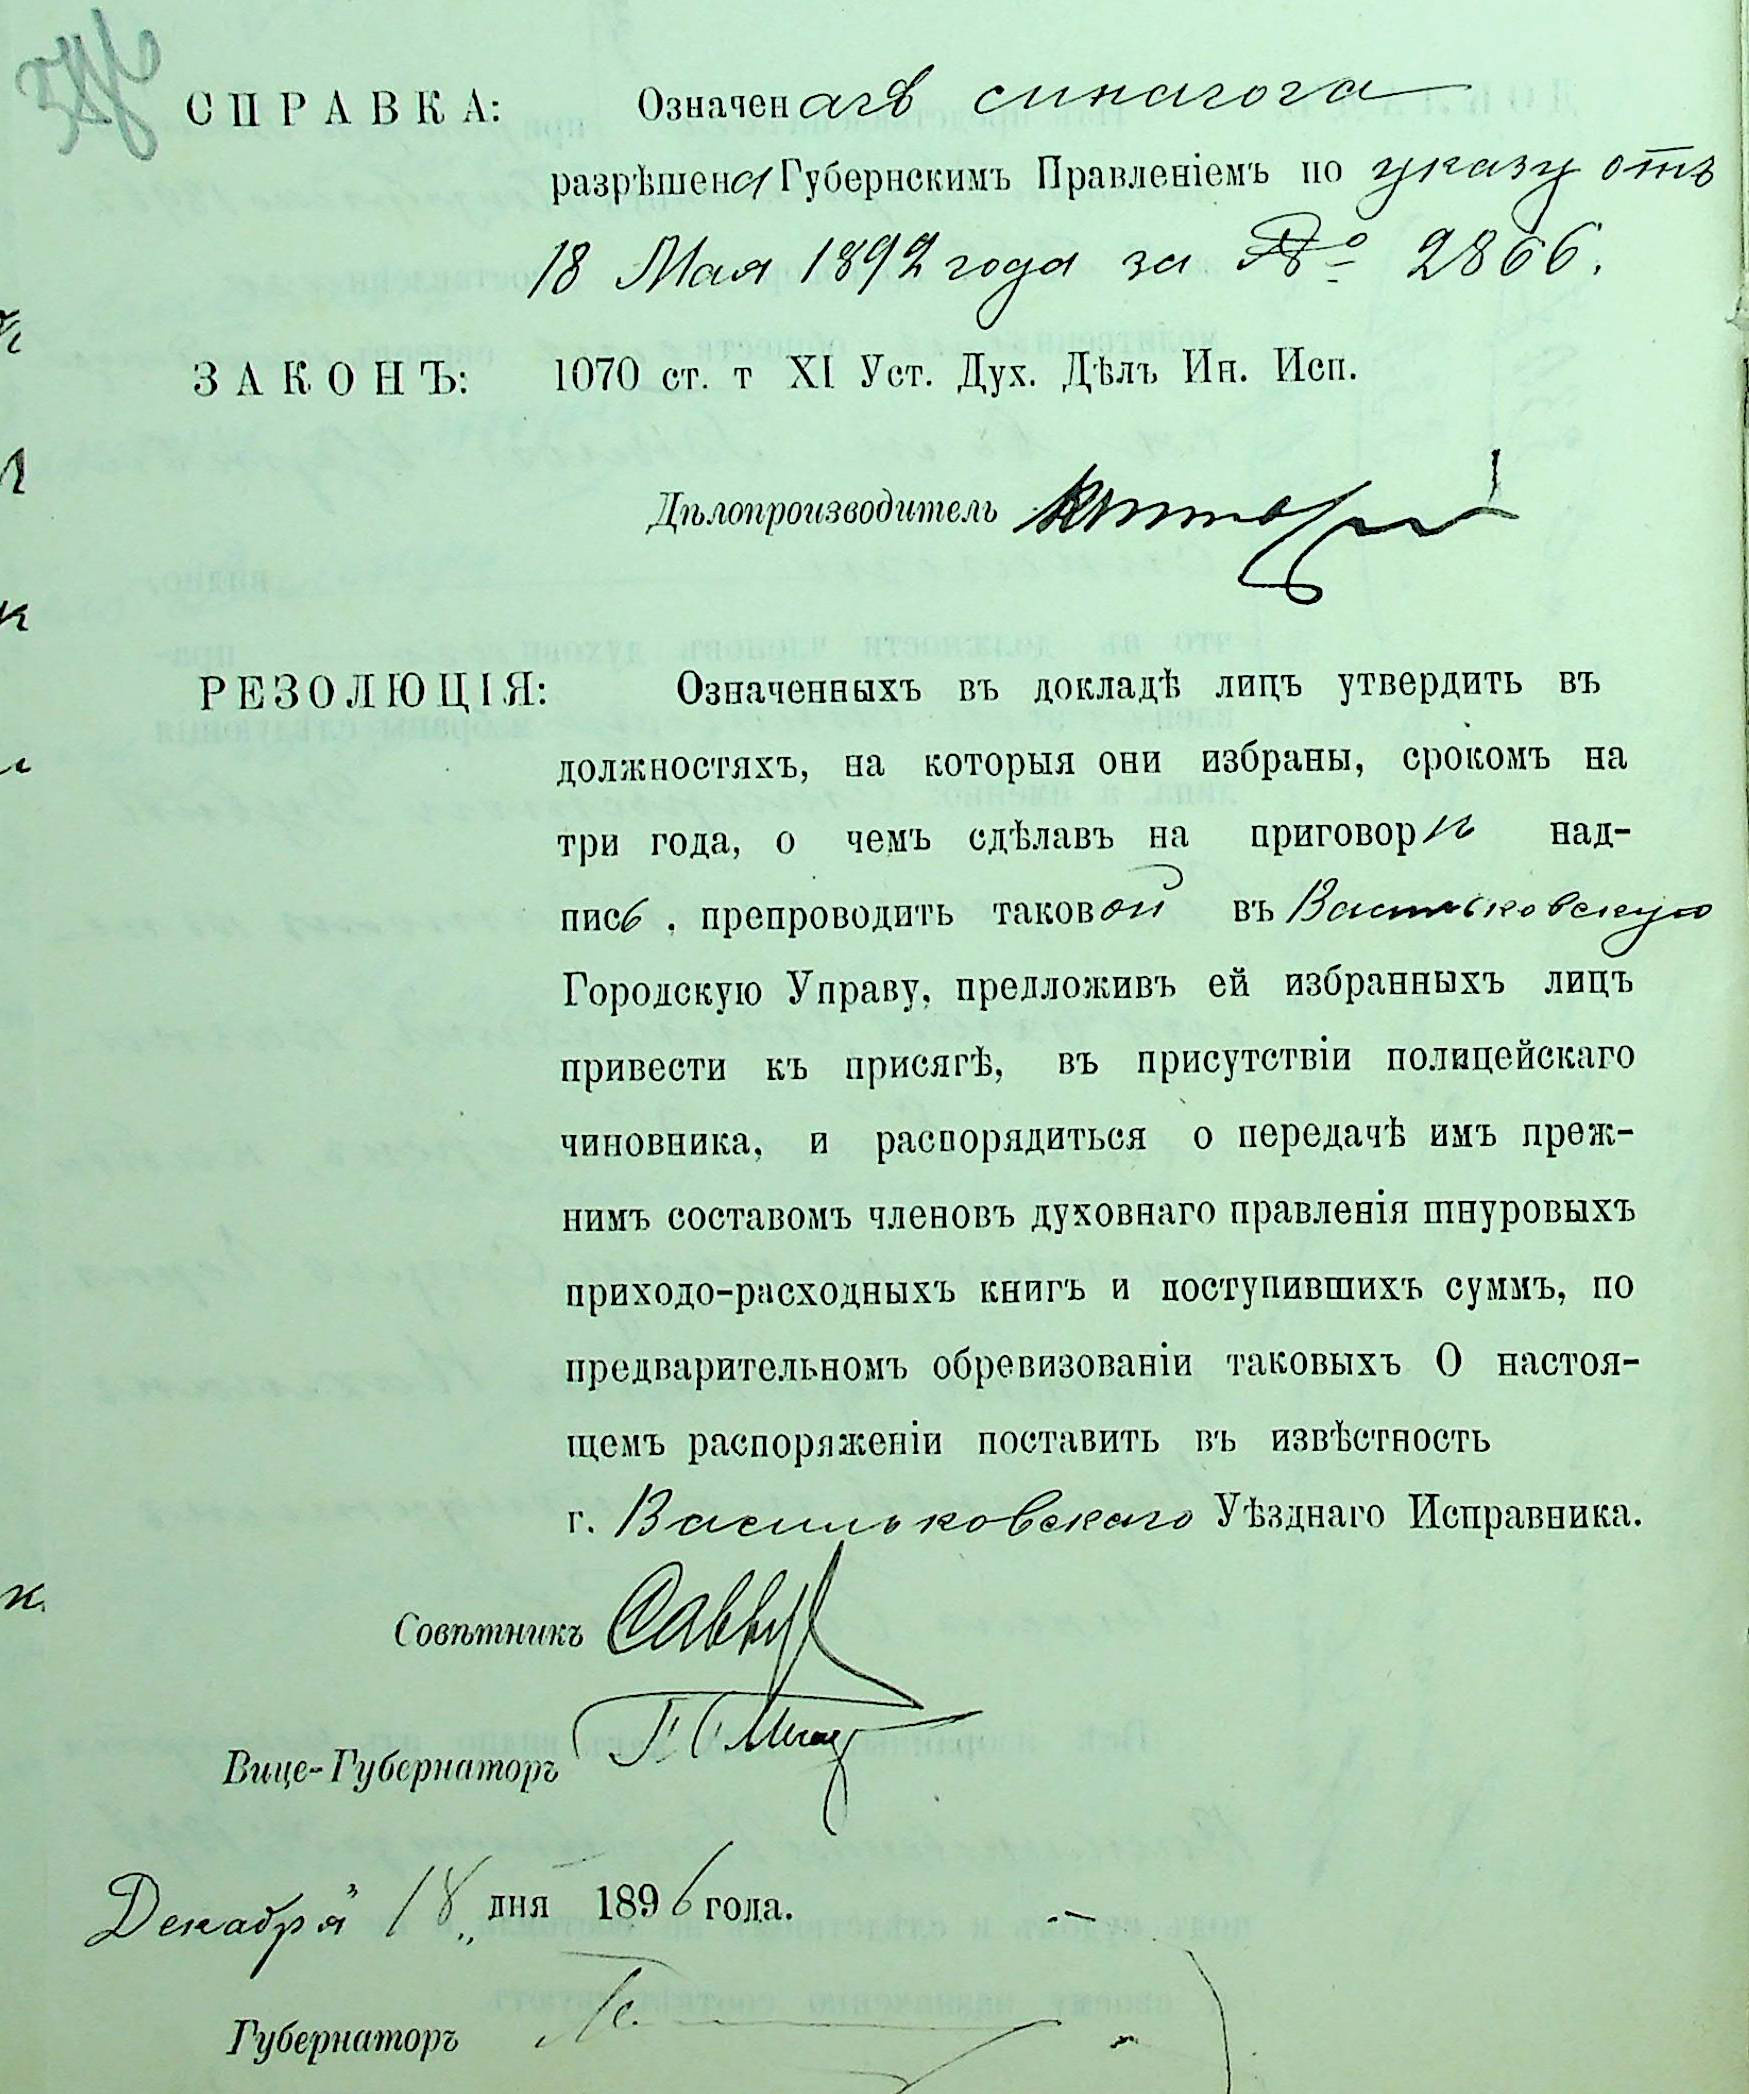 СПРАВКА: Означенная синагога
разрѣшена Губернскимъ Правленіемъ по указу отъ
18 Мая 1892 года за № 2866.
ЗАКОНЪ: 1070 ст. т XI Уст. Дух. Дѣлъ Ин. Исп.
Дѣлопроизводитель
РЕЗОЛЮЦІЯ: Означенныхъ въ докладѣ лицъ утвердить въ
должностяхъ, на которыя они избраны, срокомъ на
три года, о чемъ сдѣлавъ на приговорѣ над-
пись, препроводить таковой въ Васильковскую
Городскую Управу, предложивъ ей избранныхъ лицъ
привести къ присягѣ, въ присутствіи полицейскаго
чиновника, и распорядиться о передачѣ имъ преж-
нимъ составомъ членовъ духовнаго правленія шнуровыхъ
приходо-расходныхъ книгъ и поступившихъ суммъ, по
предварительномъ обревизованіи таковыхъ О настоя-
щемъ распоряженіи поставить въ извѣстность
г. Васильковскаго Уѣзднаго Исправника.
Совѣтникъ
Вице-Губернаторъ
Декабря 18 дня 1896 года.
Губернаторъ